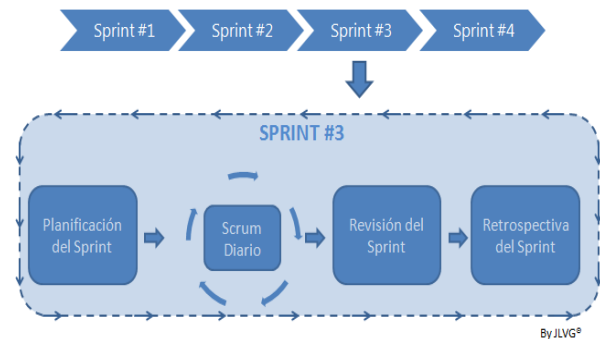 Sprint #1
Sprint #2
Sprint #3
Sprint #4
SPRINT #3
Planificación
del Sprint
Scrum
Diario
Revisión del
Sprint
Retrospectiva
del Sprint
By JLVG®